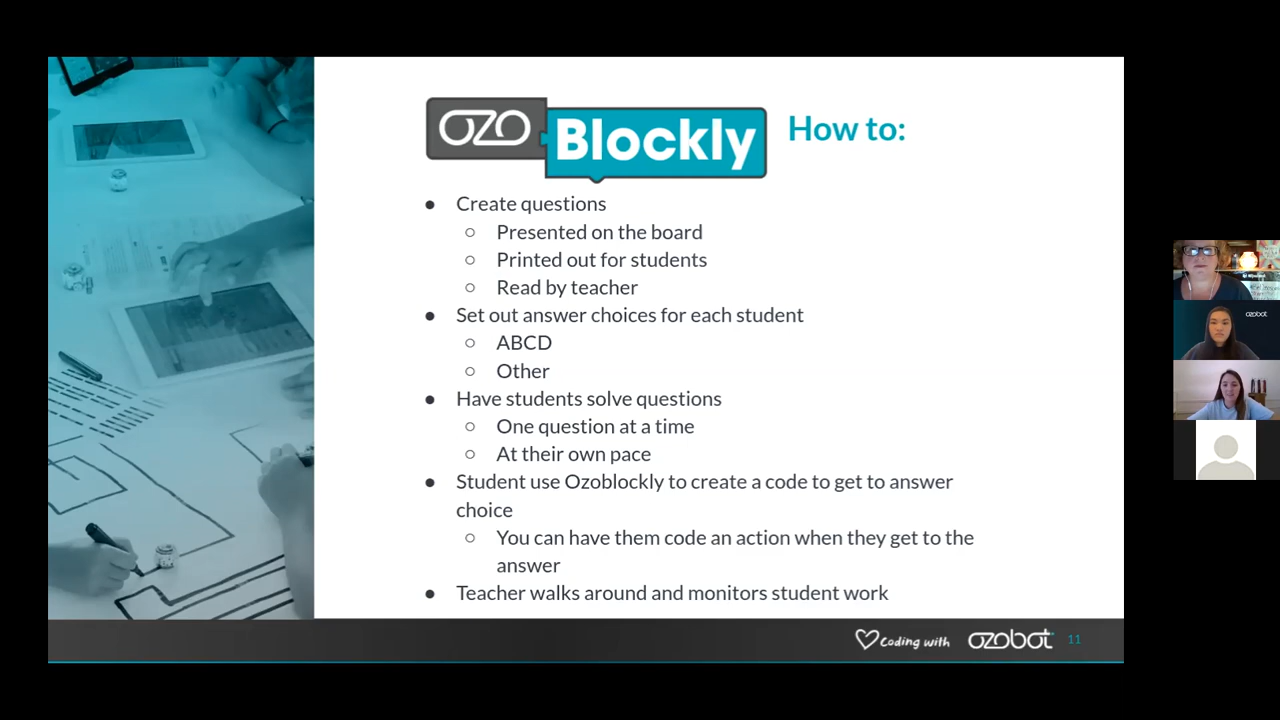 OZO Blockly How to:
● Create questions
○ Presented on the board
○ Printed out for students
○ Read by teacher
● Set out answer choices for each student
○ ABCD
○ Other
● Have students solve questions
○ One question at a time
○ At their own pace
● Student use Ozoblockly to create a code to get to answer
choice
○ You can have them code an action when they get to the
answer
● Teacher walks around and monitors student work
Coding with ozobot 11
ozobot